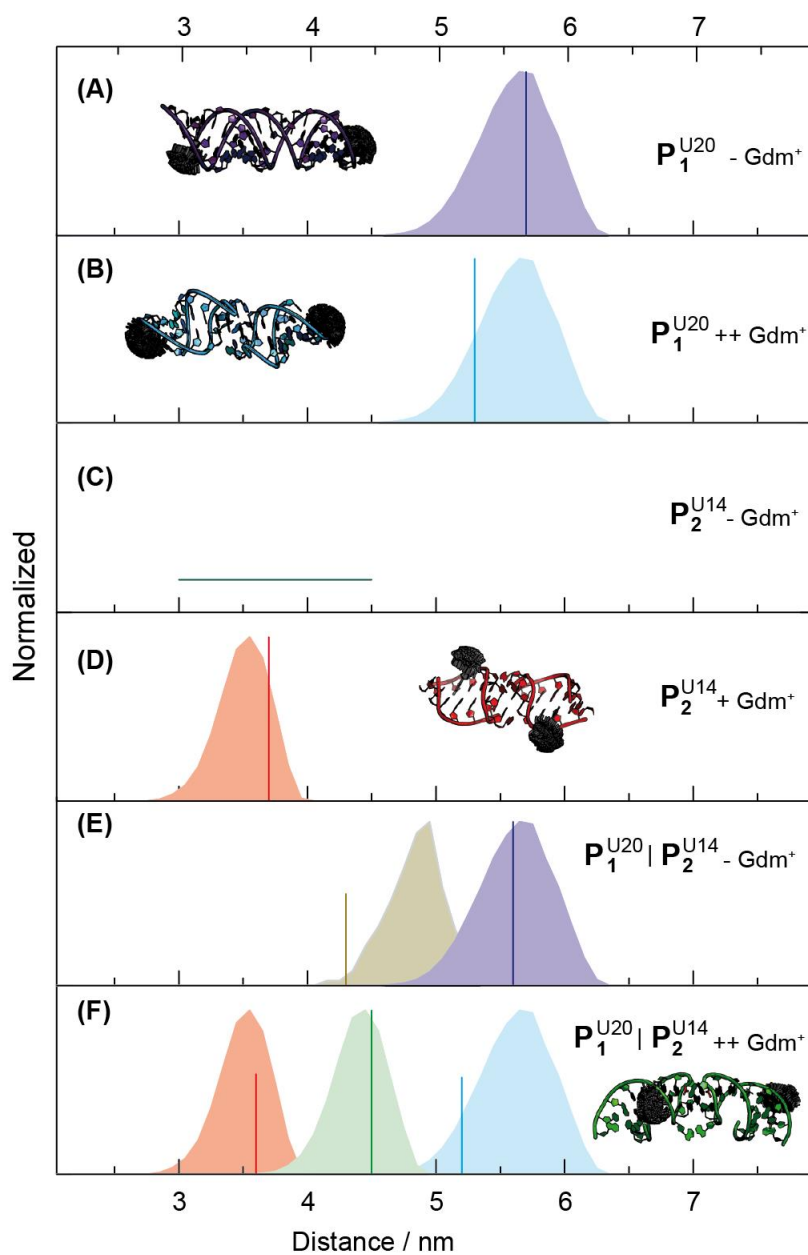 3 4 5 6 7
(A)
P₁ᵁ²⁰ - Gdm⁺
(B)
P₁ᵁ²⁰ ++ Gdm⁺
(C)
P₂ᵁ¹⁴ - Gdm⁺
Normalized
(D)
P₂ᵁ¹⁴ + Gdm⁺
(E)
P₁ᵁ²⁰ | P₂ᵁ¹⁴ - Gdm⁺
(F)
P₁ᵁ²⁰ | P₂ᵁ¹⁴ ++ Gdm⁺
3 4 5 6 7
Distance / nm